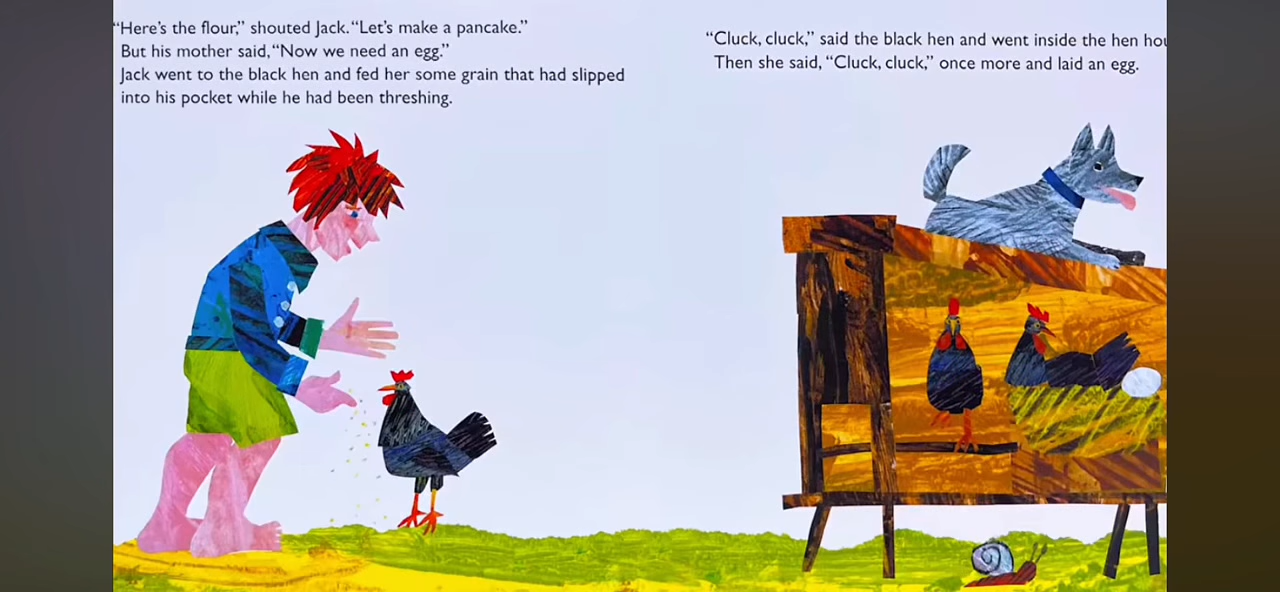 “Here’s the flour,” shouted Jack. “Let’s make a pancake.”
But his mother said, “Now we need an egg.”
Jack went to the black hen and fed her some grain that had slipped
into his pocket while he had been threshing.
“Cluck, cluck,” said the black hen and went inside the hen
Then she said, “Cluck, cluck,” once more and laid an egg.